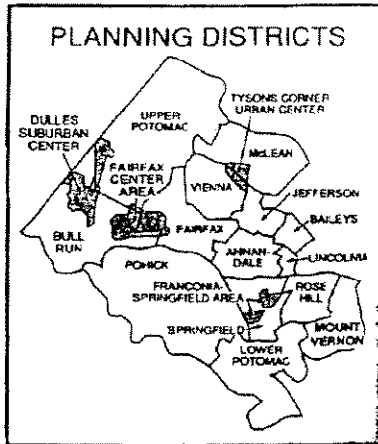 PLANNING DISTRICTS
TYSONS CORNER
URBAN CENTER
UPPER
POTOMAC
DULLES
SUBURBAN
CENTER
McLEAN
FAIRFAX
CENTER
AREA
VIENNA
JEFFERSON
BAILEYS
BULL
RUN
FAIRFAX
ANNAN-
DALE
LINCOLNIA
POHICK
FRANCONIA-
SPRINGFIELD AREA
ROSE
HILL
SPRINGFIELD
MOUNT
VERNON
LOWER
POTOMAC